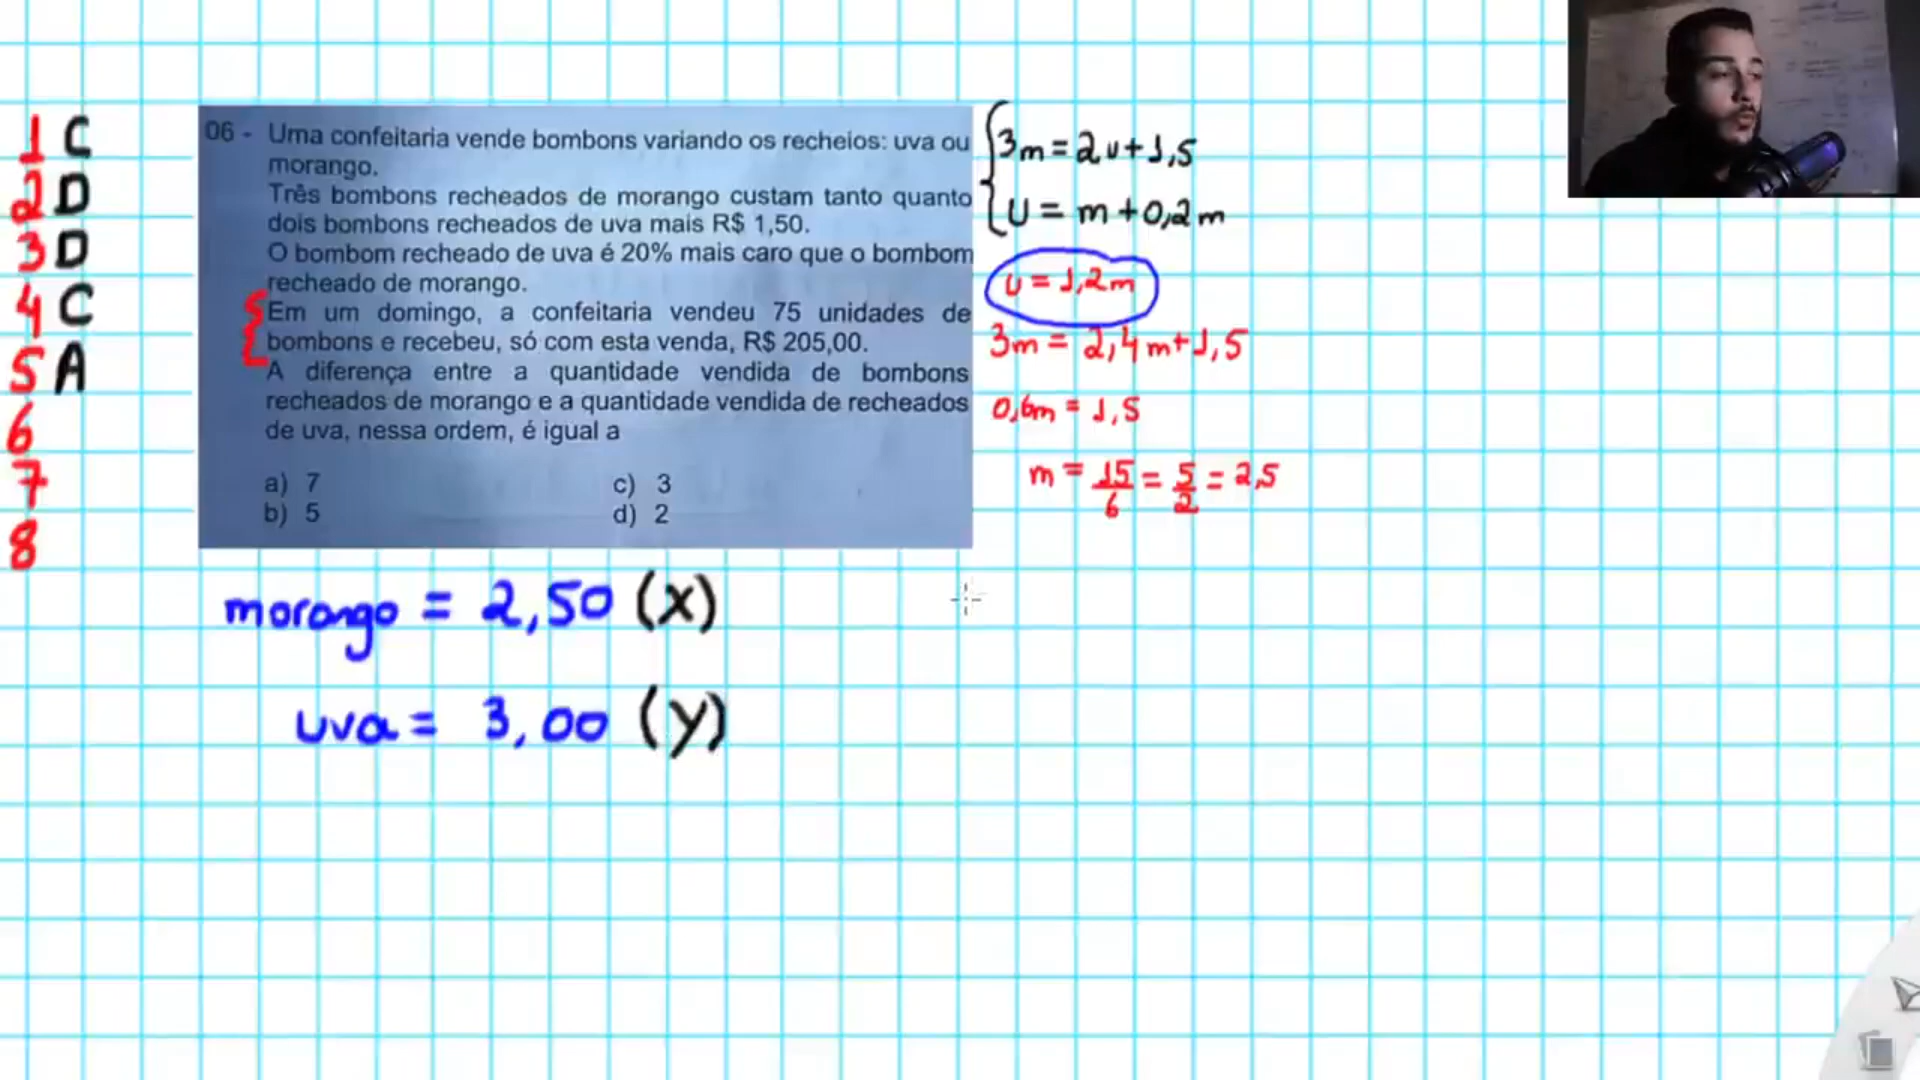 1 C
2 D
3 D
4 C
5 A
6
7
8
06 - Uma confeitaria vende bombons variando os recheios: uva ou
morango.
Três bombons recheados de morango custam tanto quanto
dois bombons recheados de uva mais R$ 1,50.
O bombom recheado de uva é 20% mais caro que o bombom
recheado de morango.
Em um domingo, a confeitaria vendeu 75 unidades de
bombons e recebeu, só com esta venda, R$ 205,00.
A diferença entre a quantidade vendida de bombons
recheados de morango e a quantidade vendida de recheados
de uva, nessa ordem, é igual a
a) 7
b) 5
c) 3
d) 2
3m = 2u+1,5
U = m+0,2m
u = 1,2m
3m = 2,4m+1,5
0,6m = 1,5
m = 15/6 = 5/2 = 2,5
morango = 2,50 (x)
uva = 3,00 (y)